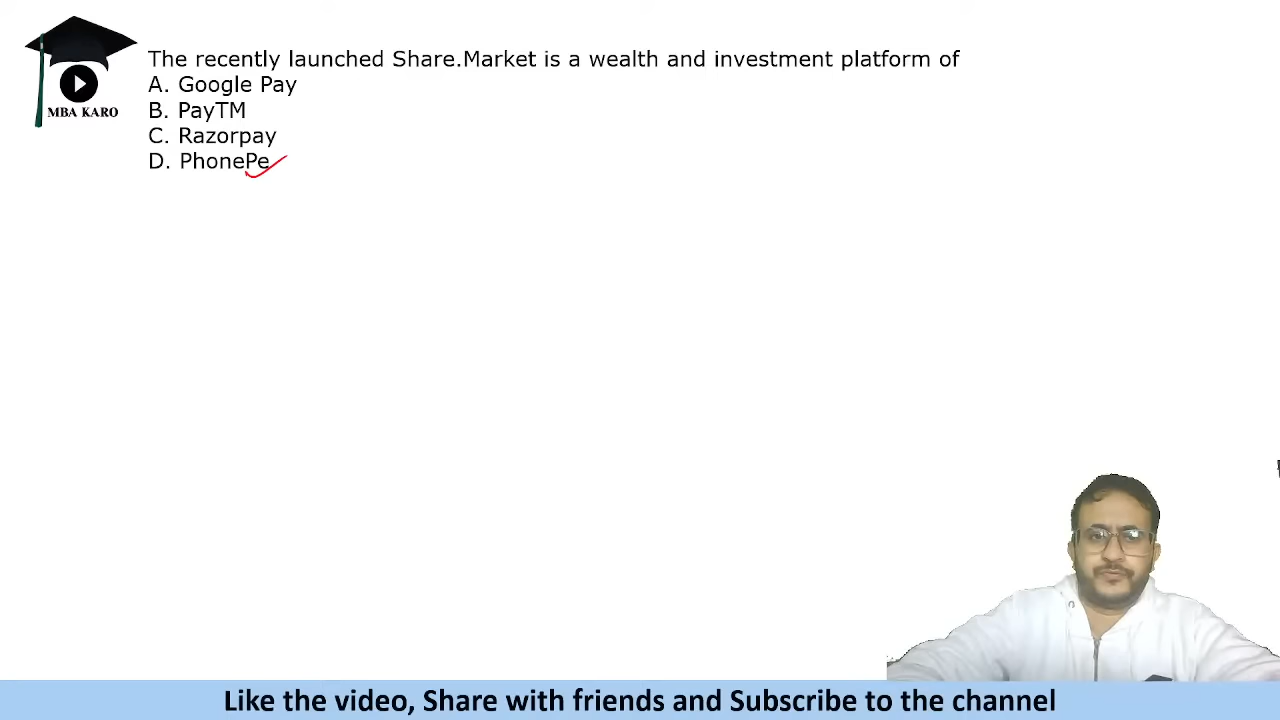 The recently launched Share.Market is a wealth and investment platform of
A. Google Pay
B. PayTM
C. Razorpay
D. PhonePe
MBA KARO
Like the video, Share with friends and Subscribe to the channel